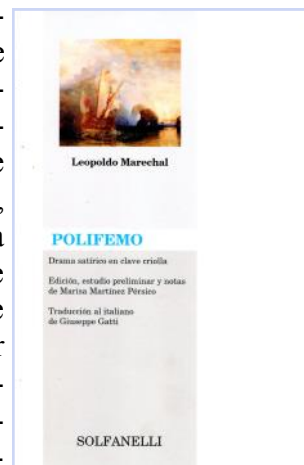 Leopoldo Marechal
POLIFEMO
Drama satírico en clave criolla
Edición, estudio preliminar y notas
de Marisa Martínez Pérsico
Traducción al italiano
de Giuseppe Gatti
SOLFANELLI